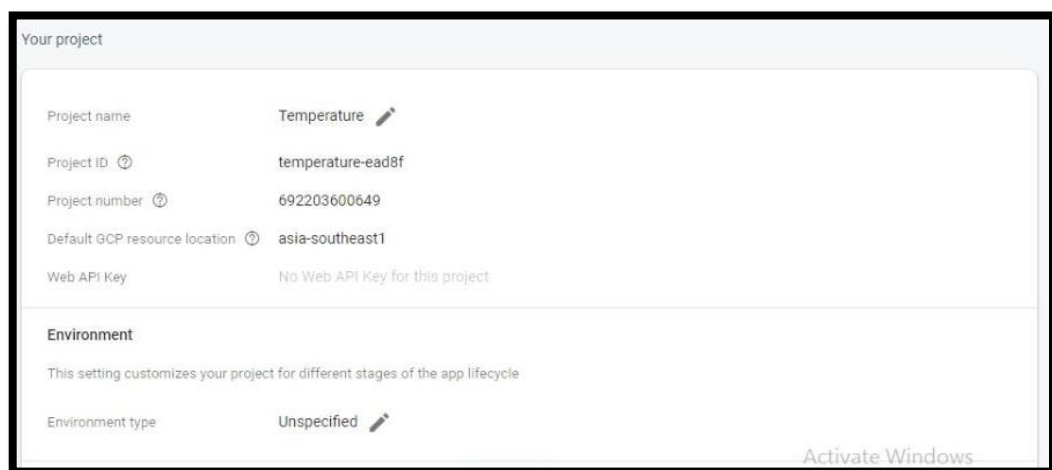 Your project
Project name Temperature
Project ID temperature-ead8f
Project number 692203600649
Default GCP resource location asia-southeast1
Web API Key No Web API Key for this project
Environment
This setting customizes your project for different stages of the app lifecycle
Environment type Unspecified
Activate Windows